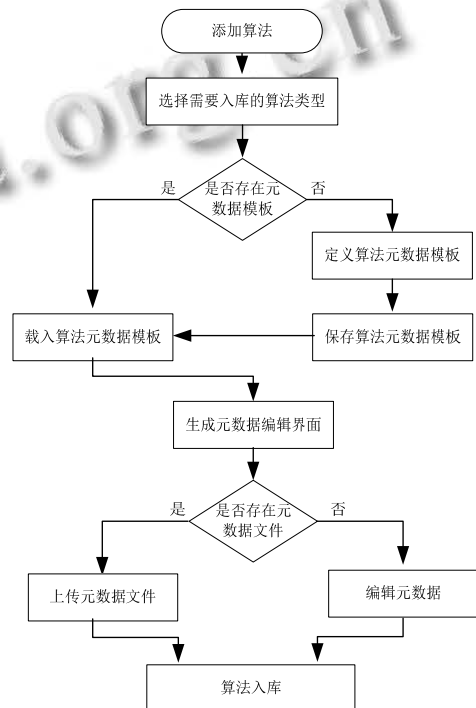 添加算法
选择需要入库的算法类型
是否存在元
数据模板
是
否
定义算法元数据模板
载入算法元数据模板
保存算法元数据模板
生成元数据编辑界面
是否存在元
数据文件
是
否
上传元数据文件
编辑元数据
算法入库
.org.cn